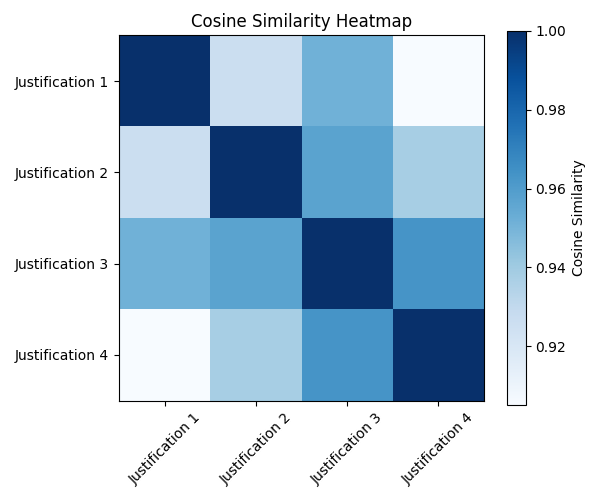 Cosine Similarity Heatmap
Justification 1
Justification 2
Justification 3
Justification 4
Justification 1
Justification 2
Justification 3
Justification 4
1.00
0.98
0.96
0.94
0.92
Cosine Similarity